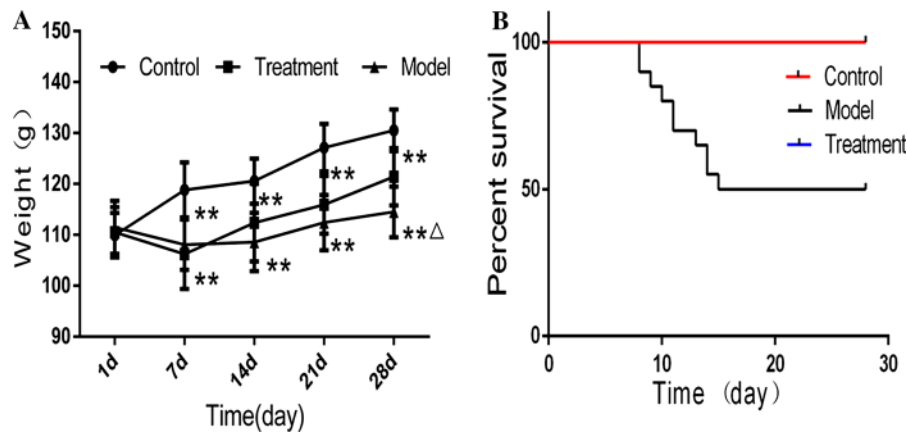 A
Control Treatment Model
Weight (g)
150
140
130
120
110
100
90
**
**
**
**
**
**
**
**△
1d 7d 14d 21d 28d
Time(day)
B
Percent survival
100
50
0
Control
Model
Treatment
0 10 20 30
Time (day)